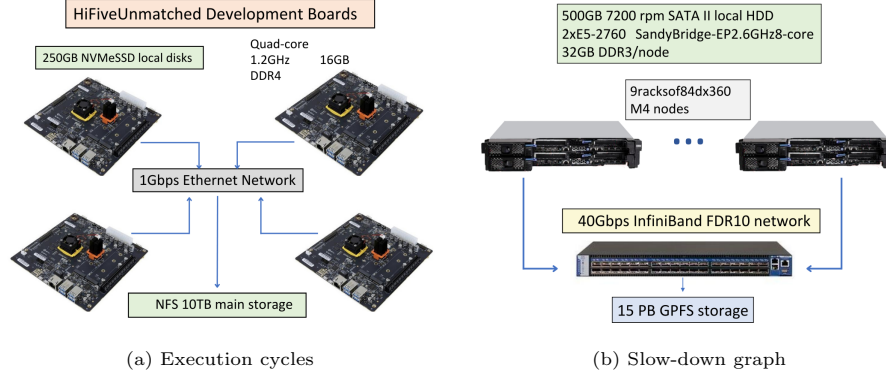 HiFiveUnmatched Development Boards
250GB NVMeSSD local disks
Quad-core
1.2GHz 16GB
DDR4
1Gbps Ethernet Network
NFS 10TB main storage
(a) Execution cycles
500GB 7200 rpm SATA II local HDD
2xE5-2760 SandyBridge-EP2.6GHz8-core
32GB DDR3/node
9racksof84dx360
M4 nodes
40Gbps InfiniBand FDR10 network
15 PB GPFS storage
(b) Slow-down graph